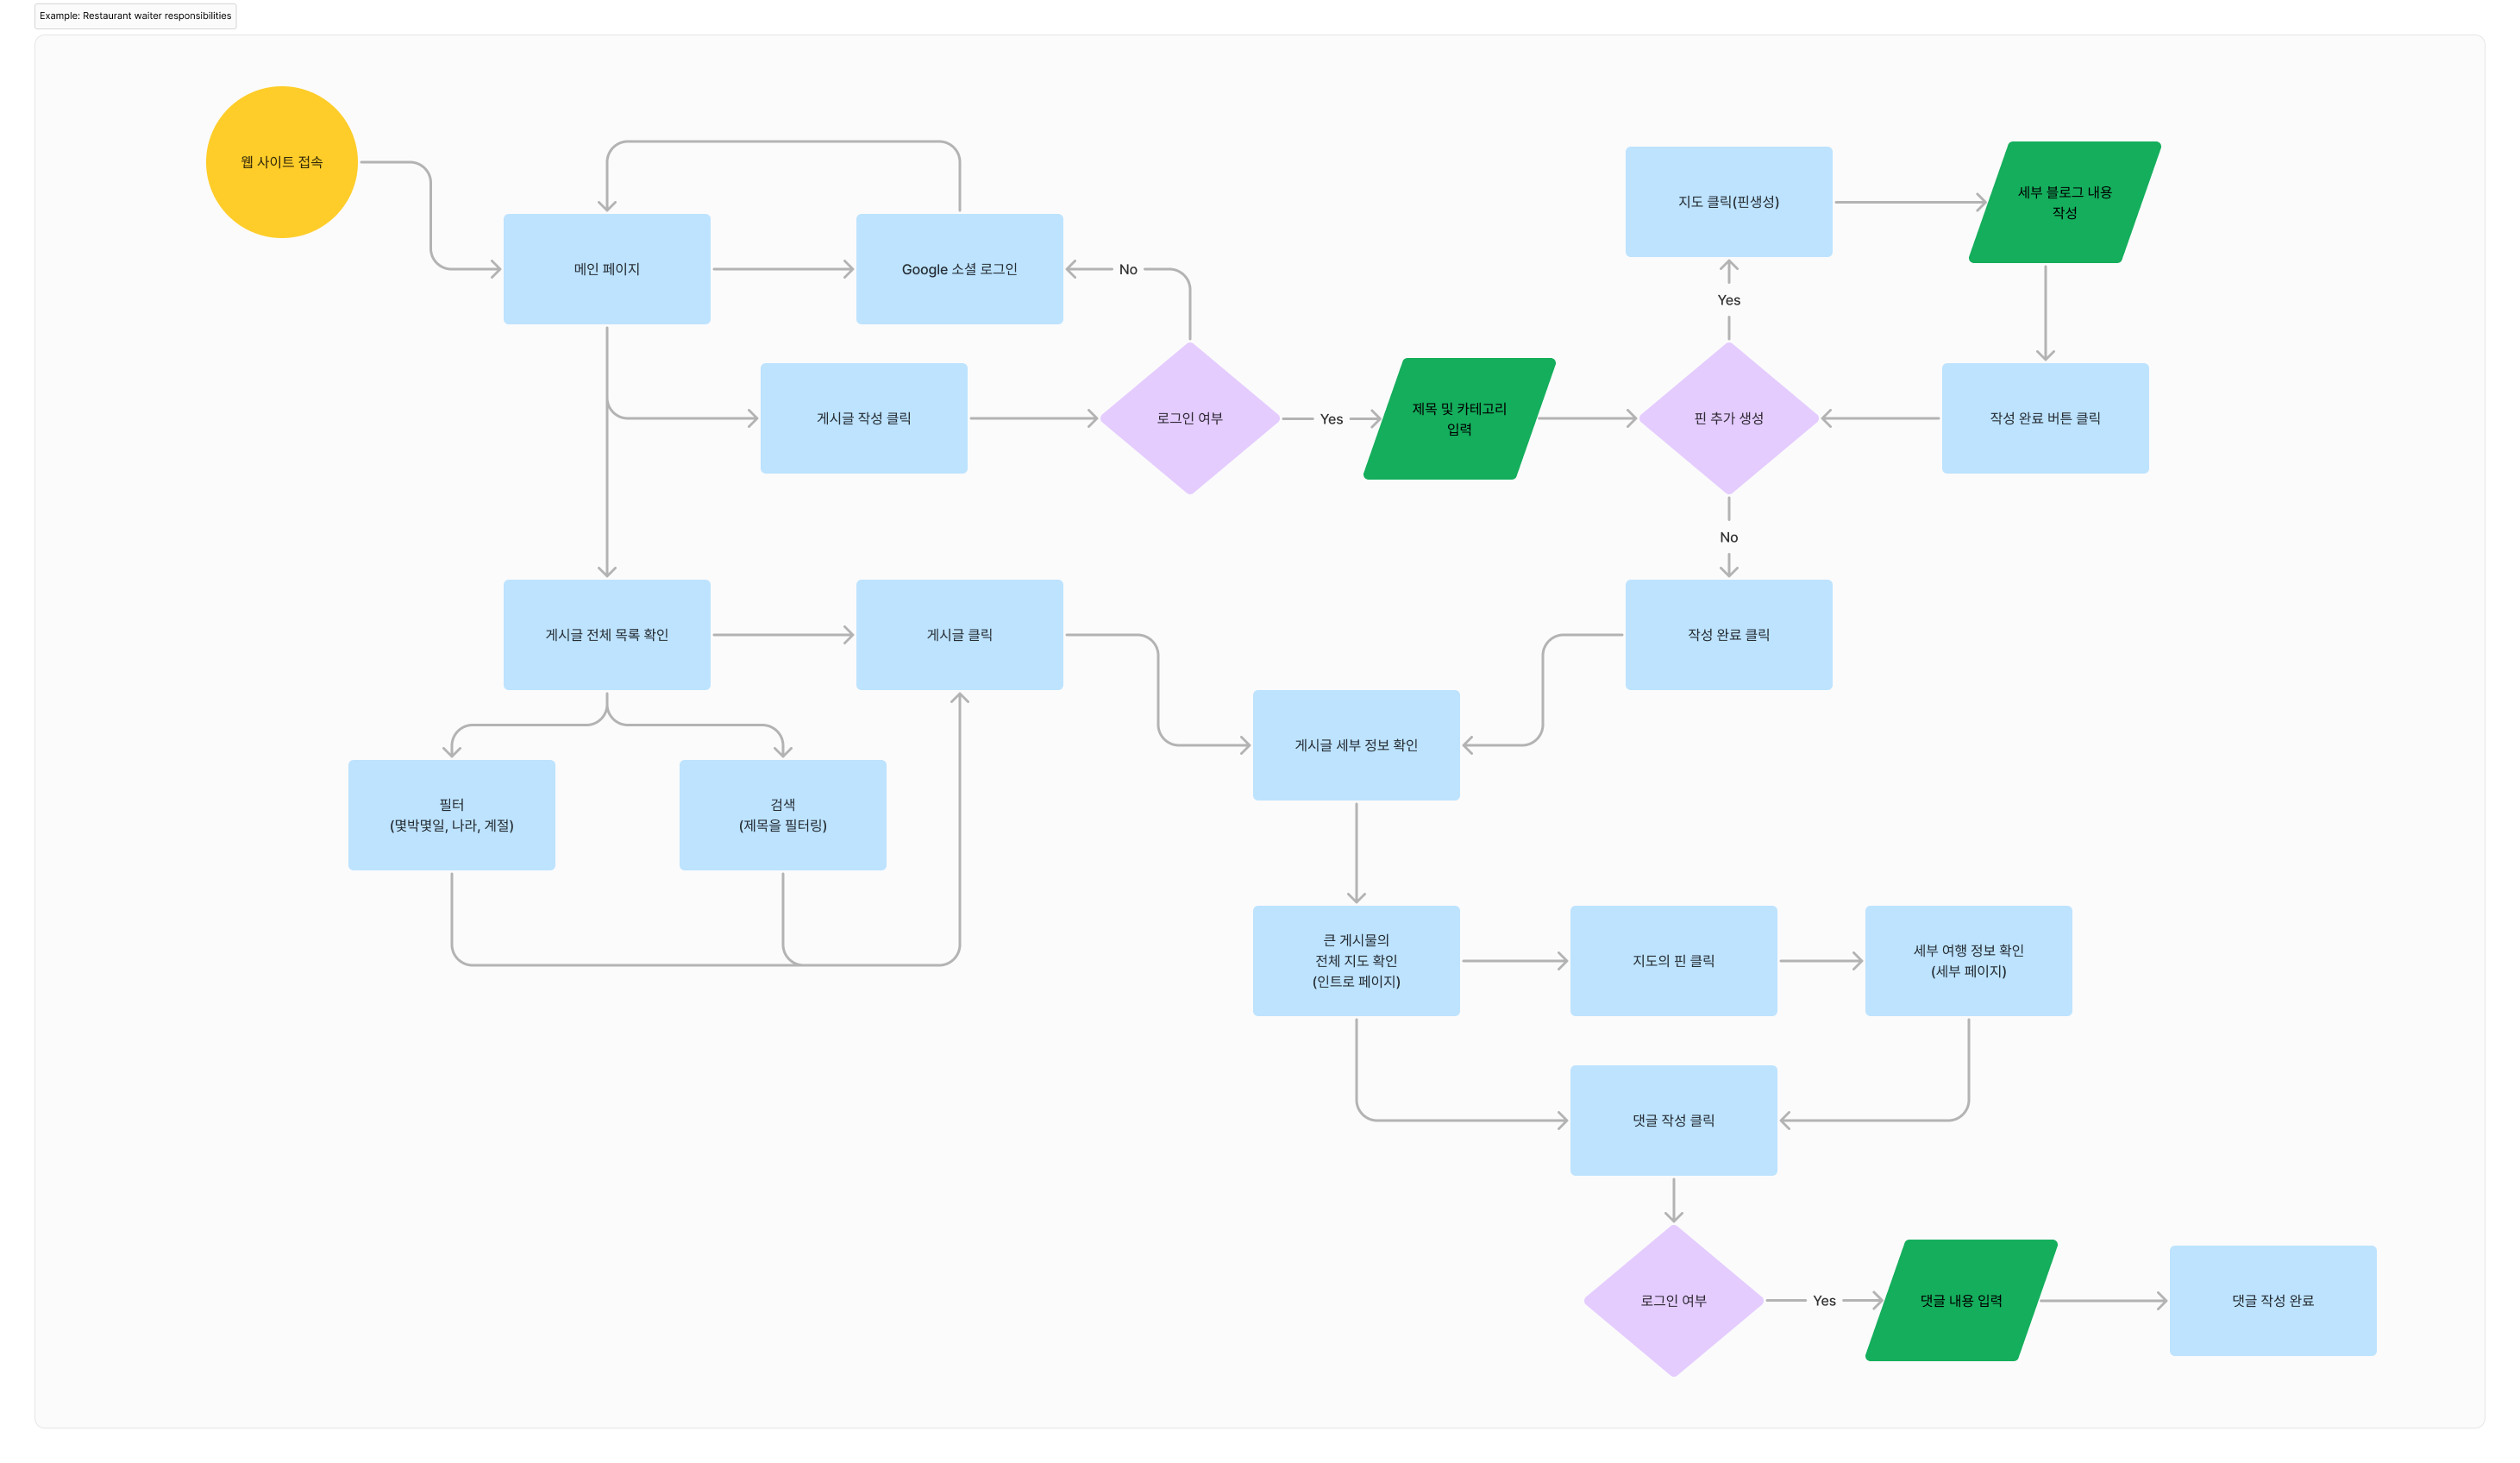 Example: Restaurant waiter responsibilities
웹 사이트 접속
메인 페이지
Google 소셜 로그인
No
게시글 작성 클릭
로그인 여부
Yes
제목 및 카테고리
입력
핀 추가 생성
Yes
지도 클릭(핀생성)
세부 블로그 내용
작성
작성 완료 버튼 클릭
No
작성 완료 클릭
게시글 전체 목록 확인
게시글 클릭
필터
(몇박몇일, 나라, 계절)
검색
(제목을 필터링)
게시글 세부 정보 확인
큰 게시물의
전체 지도 확인
(인트로 페이지)
지도의 핀 클릭
세부 여행 정보 확인
(세부 페이지)
댓글 작성 클릭
로그인 여부
Yes
댓글 내용 입력
댓글 작성 완료